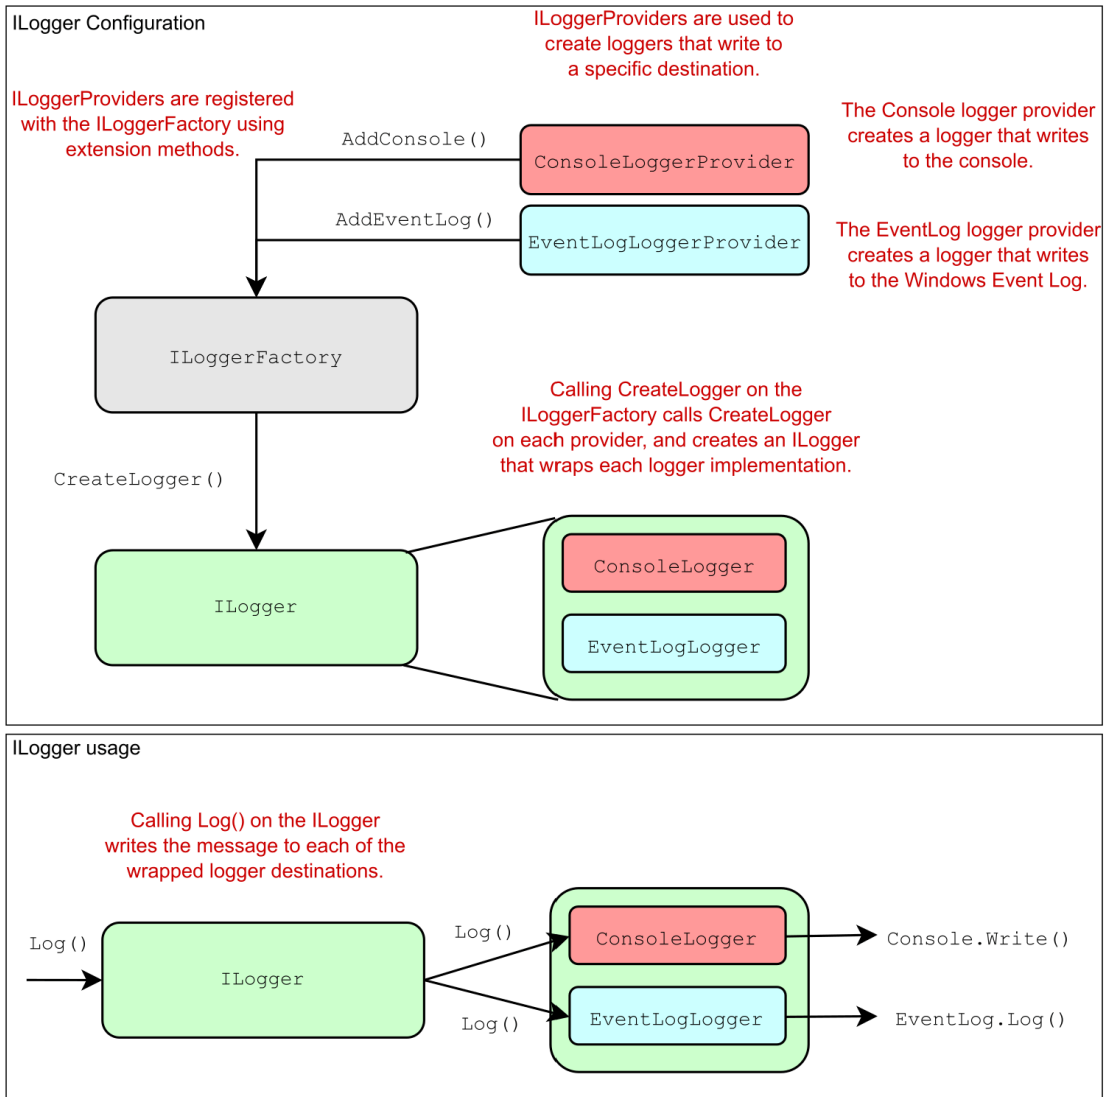 ILogger Configuration
ILoggerProviders are used to
create loggers that write to
a specific destination.
ILoggerProviders are registered
with the ILoggerFactory using
extension methods.
AddConsole()
ConsoleLoggerProvider
The Console logger provider
creates a logger that writes
to the console.
AddEventLog()
EventLogLoggerProvider
The EventLog logger provider
creates a logger that writes
to the Windows Event Log.
ILoggerFactory
Calling CreateLogger on the
ILoggerFactory calls CreateLogger
on each provider, and creates an ILogger
that wraps each logger implementation.
CreateLogger()
ILogger
ConsoleLogger
EventLogLogger
ILogger usage
Calling Log() on the ILogger
writes the message to each of the
wrapped logger destinations.
Log()
ILogger
Log()
Log()
ConsoleLogger
EventLogLogger
Console.Write()
EventLog.Log()